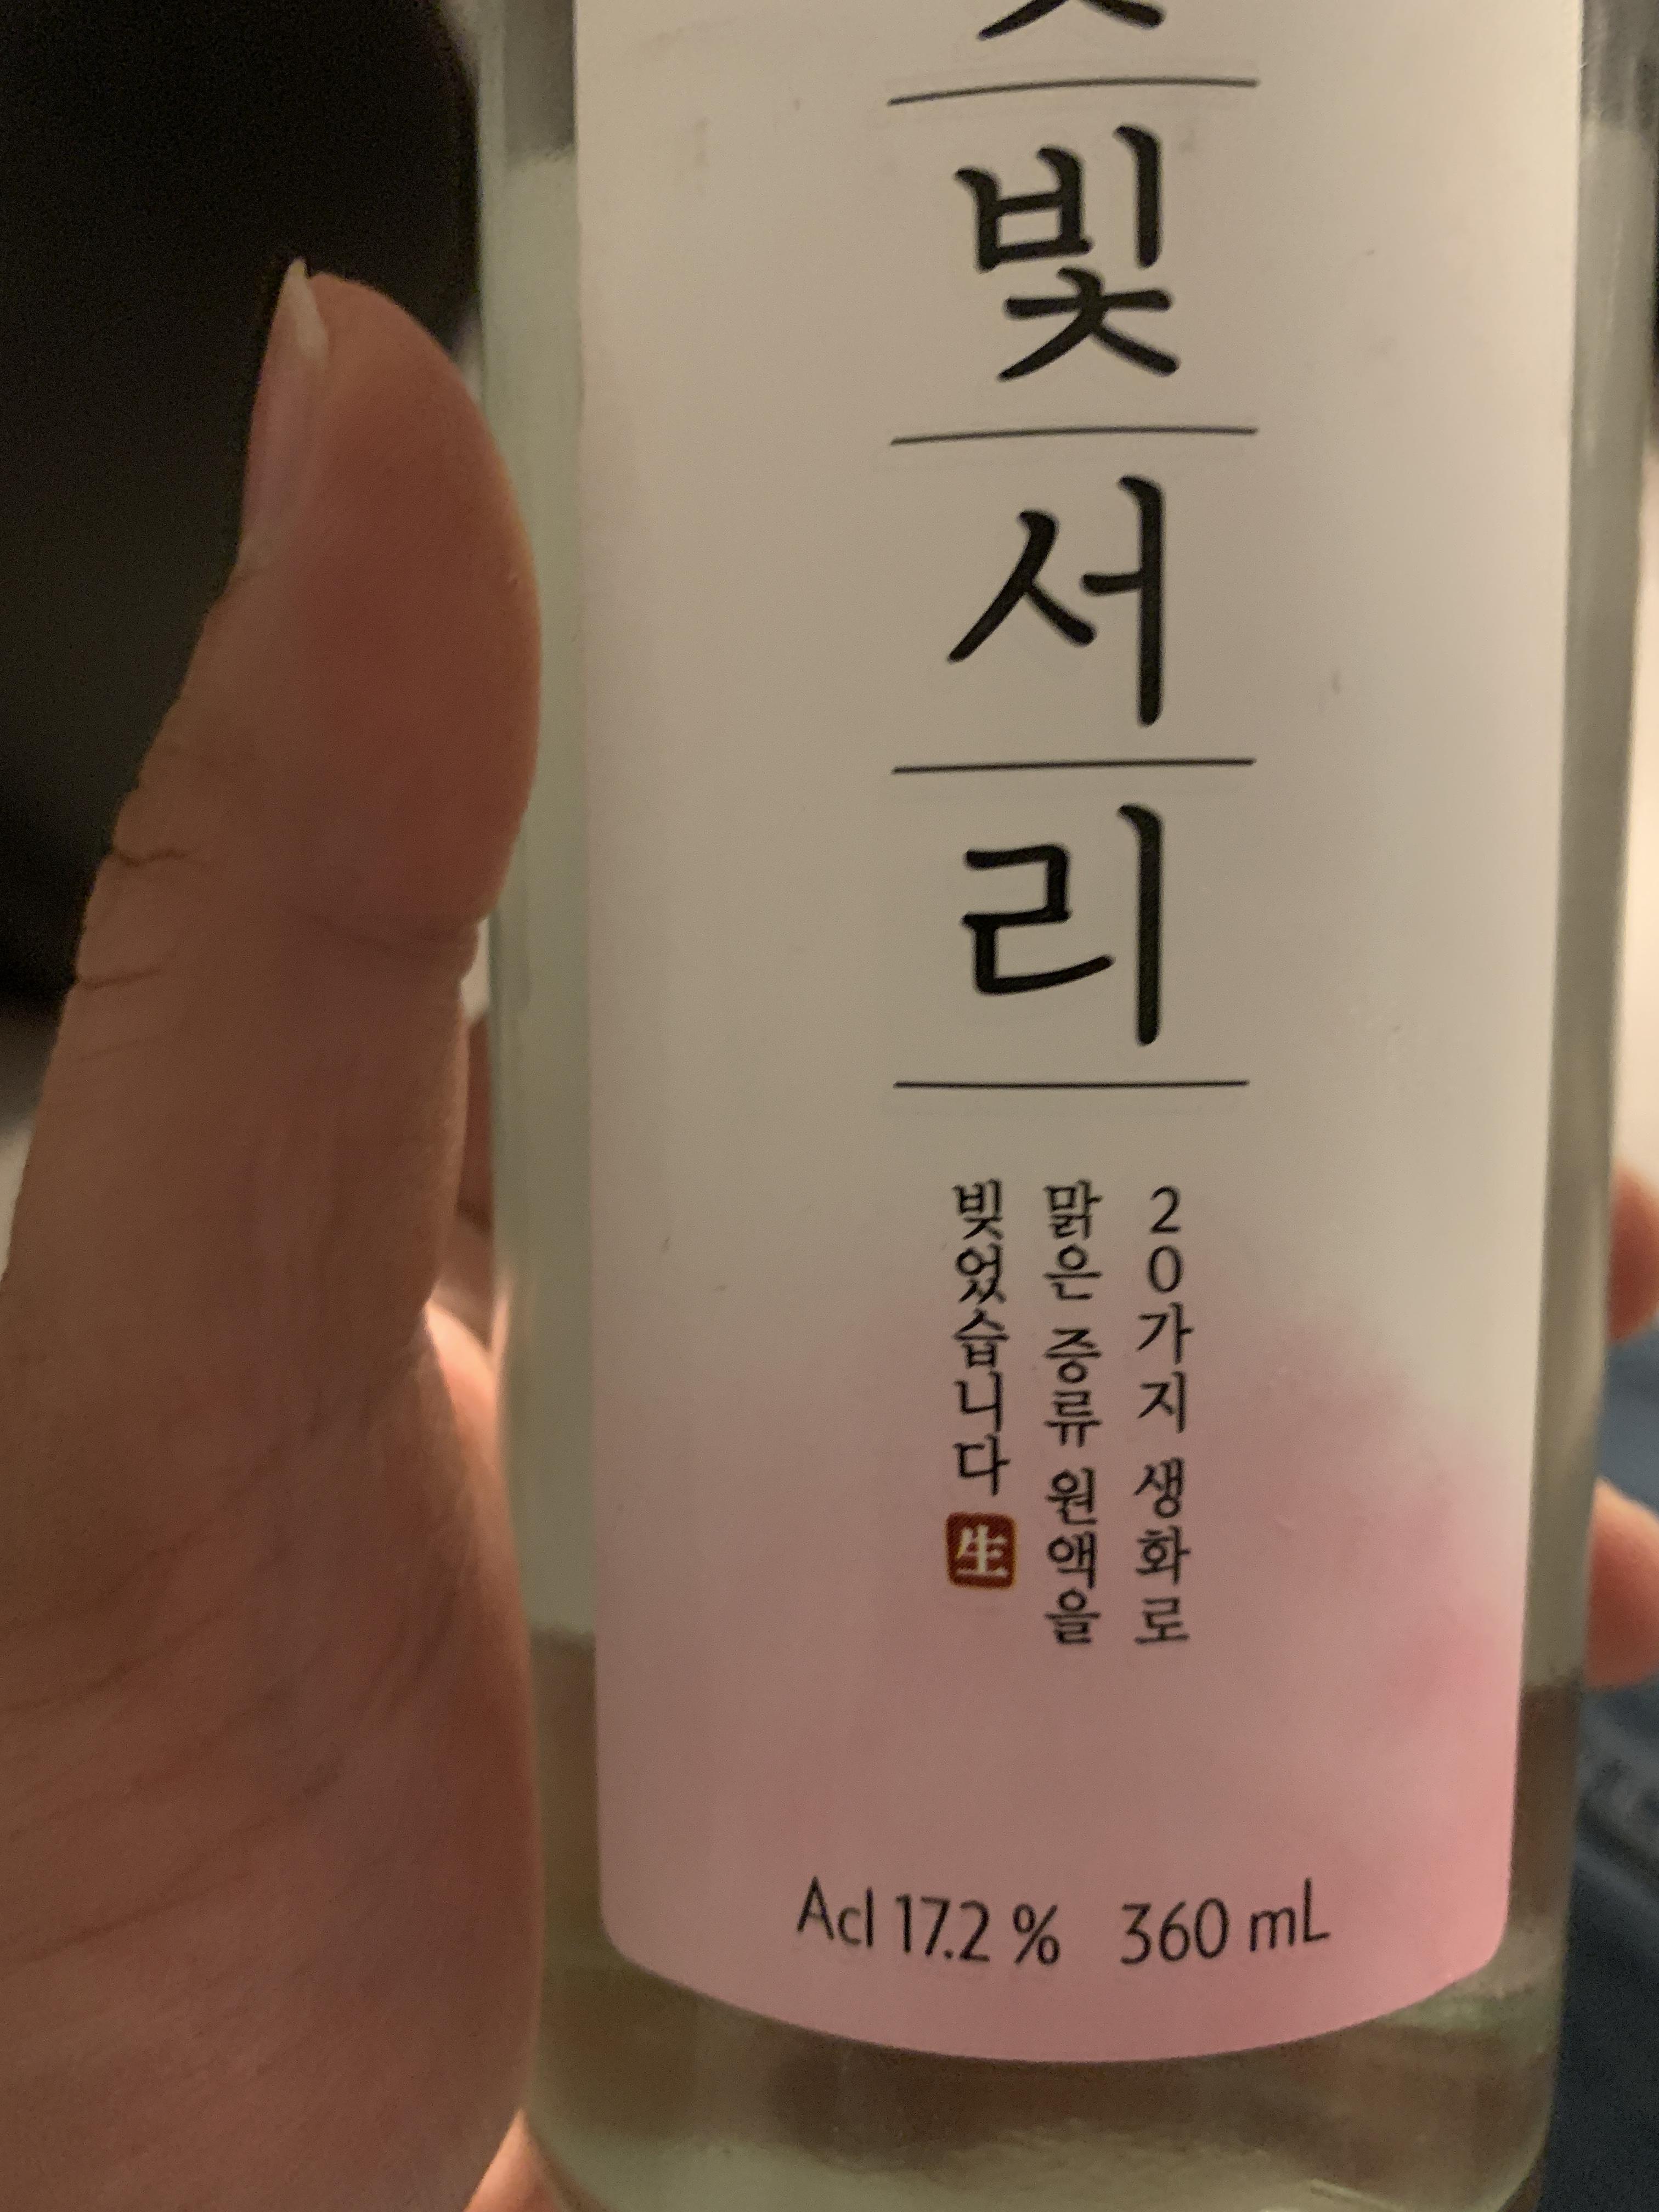 빛
서
리
20가지 생화로
맑은 증류 원액을
빚었습니다
生
Acl 17.2 % 360 mL